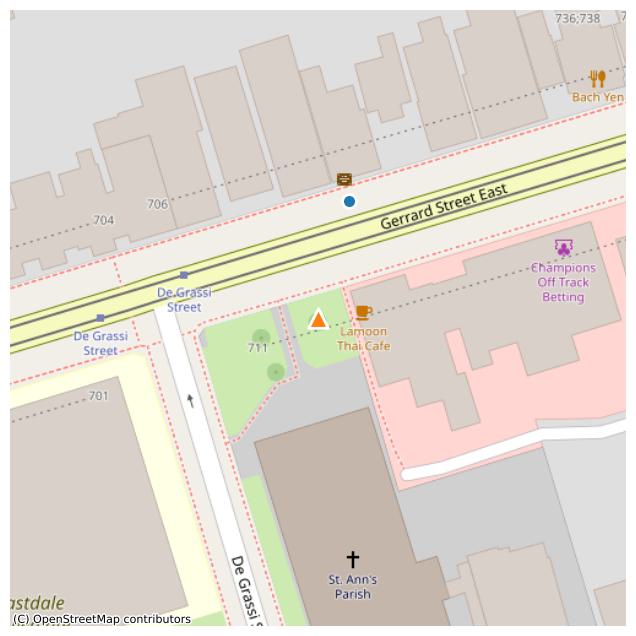 736;738
Bach Yen
Gerrard Street East
706
704
Champions
Off Track
Betting
De Grassi
Street
Lamoon
Thai Cafe
De Grassi
Street
711
701
St. Ann's
Parish
De Grassi S
(C) OpenStreetMap contributors